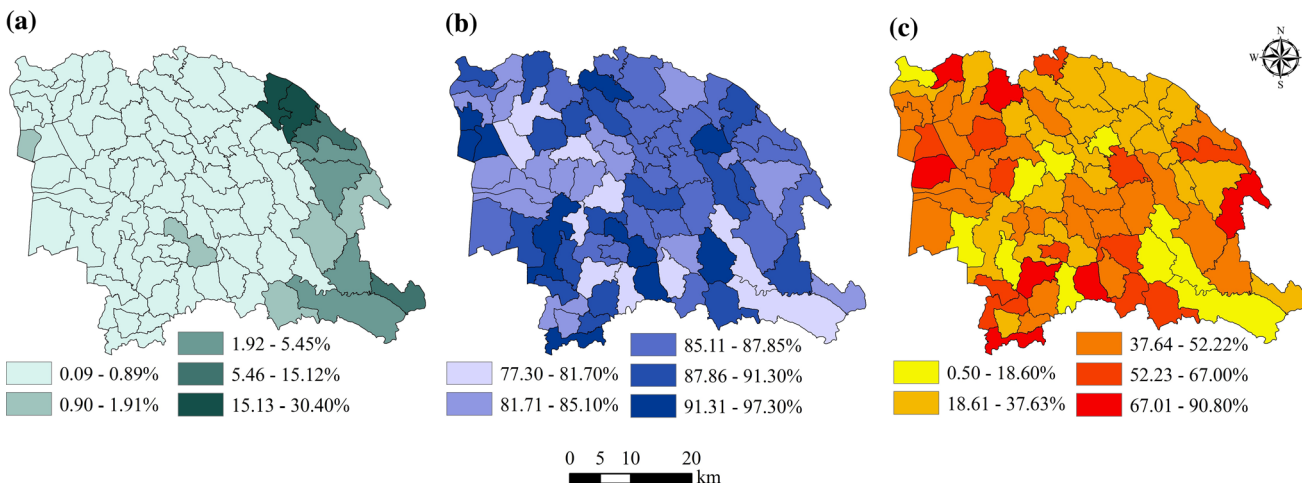 (a)
(b)
(c)
N
W
E
S
1.92 - 5.45%
0.09 - 0.89%
5.46 - 15.12%
0.90 - 1.91%
15.13 - 30.40%
85.11 - 87.85%
77.30 - 81.70%
87.86 - 91.30%
81.71 - 85.10%
91.31 - 97.30%
37.64 - 52.22%
0.50 - 18.60%
52.23 - 67.00%
18.61 - 37.63%
67.01 - 90.80%
0 5 10 20
km